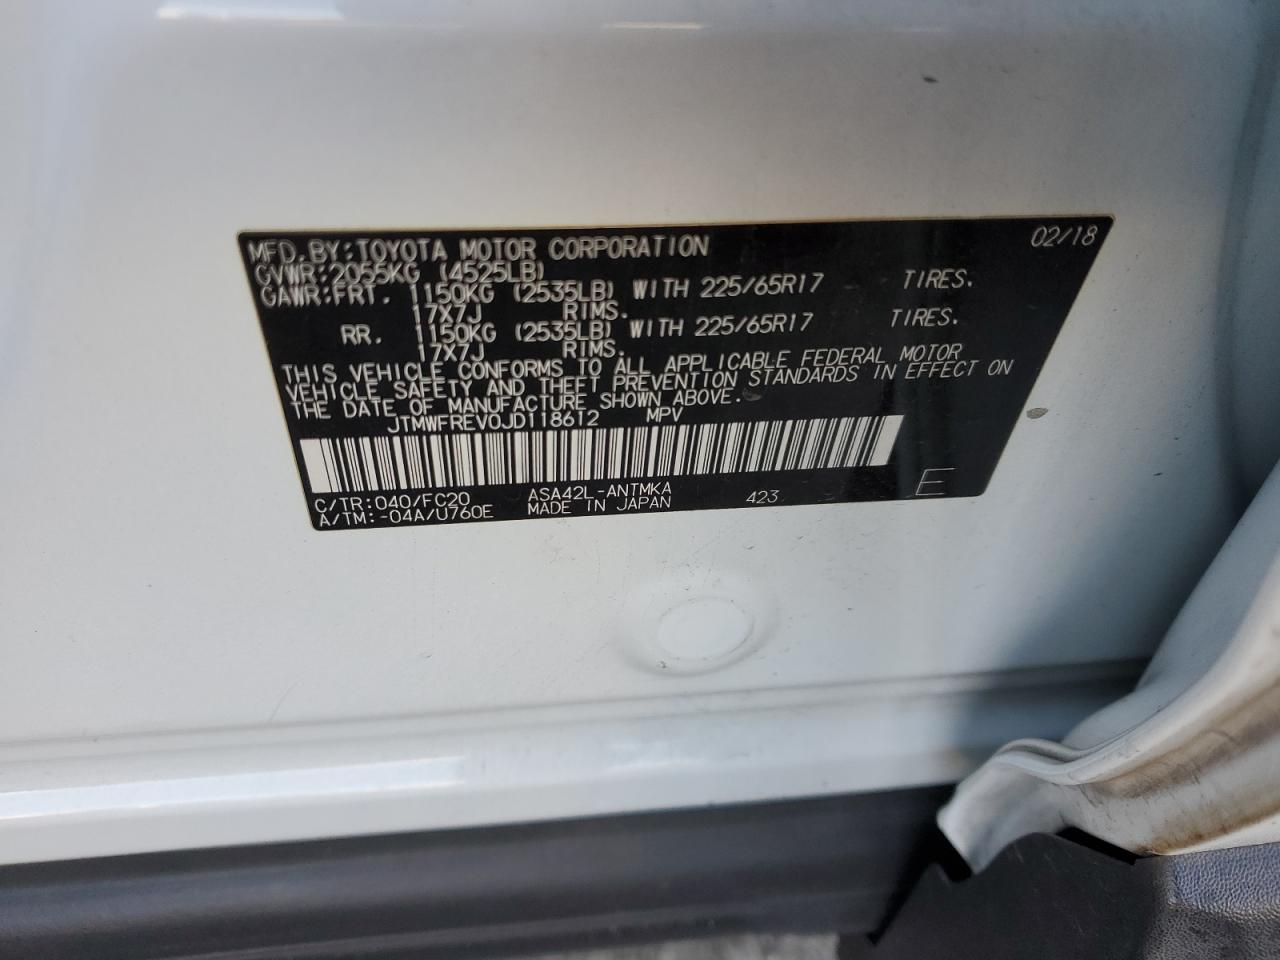 MFD.BY:TOYOTA MOTOR CORPORATION 02/18
GVWR:2055KG (4525LB)
GAWR:FRT. 1150KG (2535LB) WITH 225/65R17 TIRES.
17X7J RIMS.
RR. 1150KG (2535LB) WITH 225/65R17 TIRES.
17X7J RIMS.
THIS VEHICLE CONFORMS TO ALL APPLICABLE FEDERAL MOTOR
VEHICLE SAFETY AND THEFT PREVENTION STANDARDS IN EFFECT ON
THE DATE OF MANUFACTURE SHOWN ABOVE.
JTMWFREV0JD118612 MPV
C/TR:040/FC20 ASA42L-ANTMKA 423 E
A/TM:-04A/U760E MADE IN JAPAN